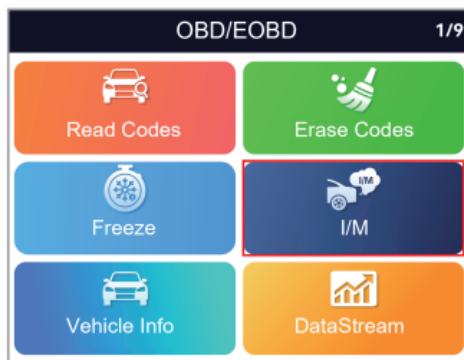 OBD/EOBD 1/9
Read Codes
Erase Codes
Freeze
I/M
I/M
Vehicle Info
DataStream